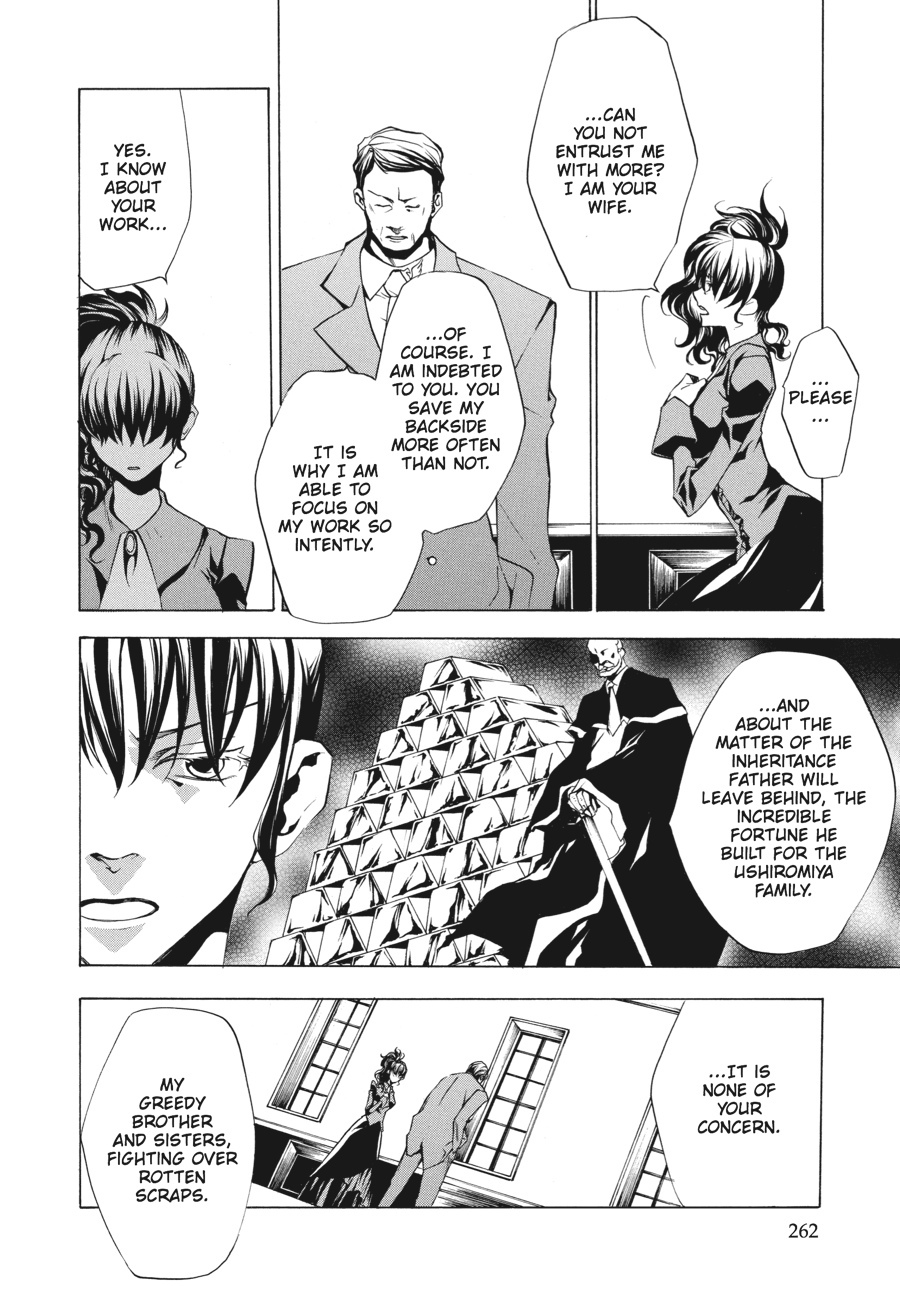 ...CAN
YOU NOT
ENTRUST ME
WITH MORE?
I AM YOUR
WIFE.
...
PLEASE
...
...OF
COURSE. I
AM INDEBTED
TO YOU. YOU
SAVE MY
BACKSIDE
MORE OFTEN
THAN NOT.
IT IS
WHY I AM
ABLE TO
FOCUS ON
MY WORK SO
INTENTLY.
YES.
I KNOW
ABOUT
YOUR
WORK...
...AND
ABOUT THE
MATTER OF THE
INHERITANCE
FATHER WILL
LEAVE BEHIND, THE
INCREDIBLE
FORTUNE HE
BUILT FOR THE
USHIROMIYA
FAMILY.
...IT IS
NONE OF
YOUR
CONCERN.
MY
GREEDY
BROTHER
AND SISTERS,
FIGHTING OVER
ROTTEN
SCRAPS.
262